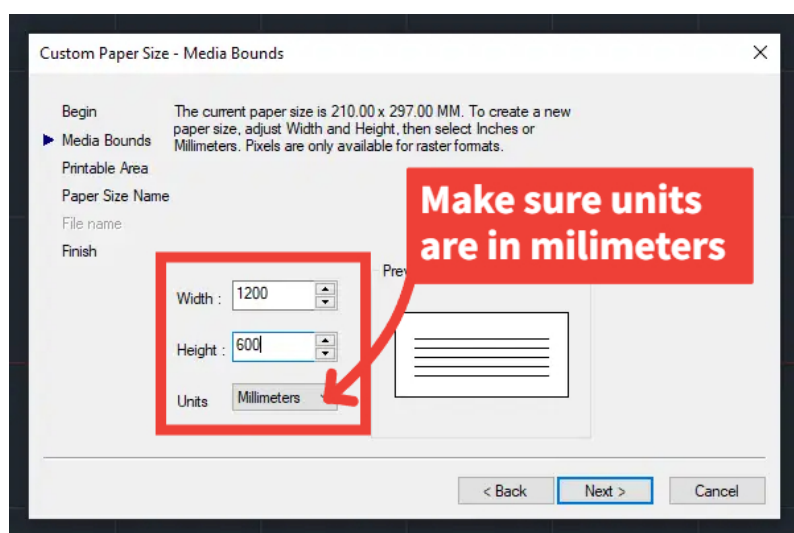 Custom Paper Size - Media Bounds
Begin
Media Bounds
Printable Area
Paper Size Name
File name
Finish
The current paper size is 210.00 x 297.00 MM. To create a new
paper size, adjust Width and Height, then select Inches or
Millimeters. Pixels are only available for raster formats.
Make sure units
are in milimeters
Width : 1200
Height : 600
Units Millimeters
< Back Next > Cancel